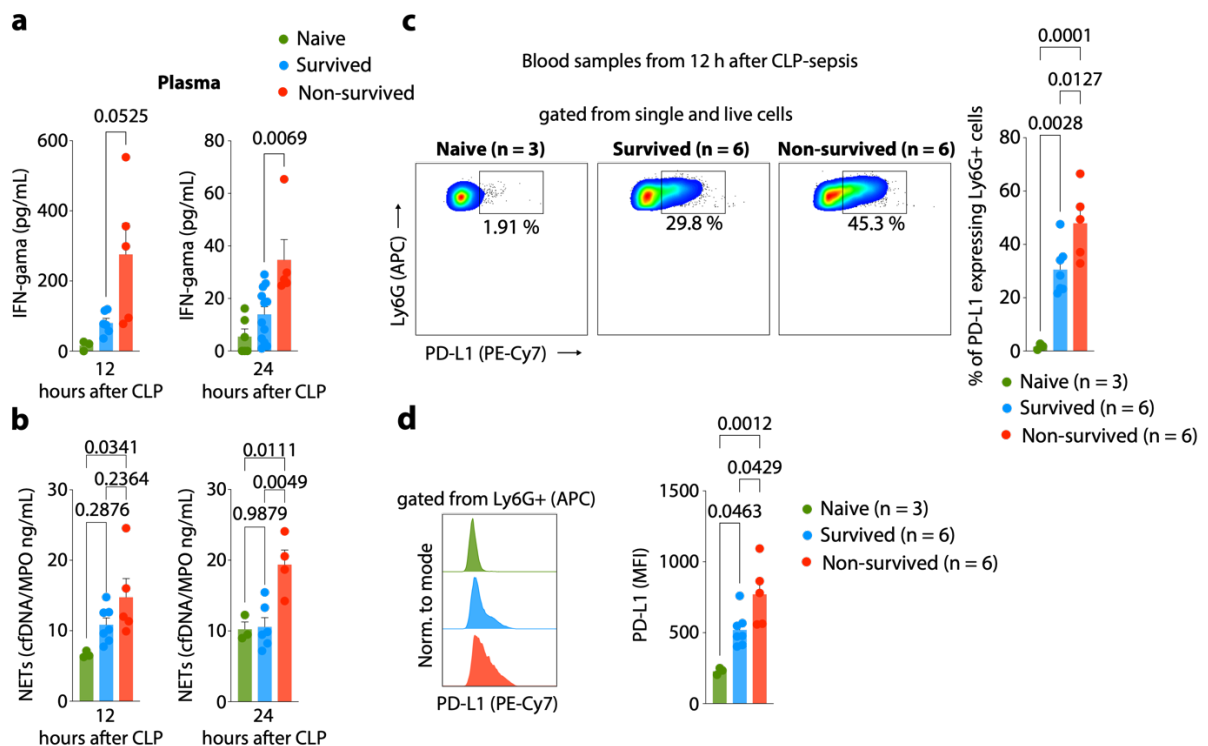 a
Naive
Survived
Non-survived
Plasma
0.0525
600
400
200
0
IFN-gama (pg/mL)
12
hours after CLP
0.0069
80
60
40
20
0
IFN-gama (pg/mL)
24
hours after CLP
b
0.0341
0.2364
0.2876
30
20
10
0
NETs (cfDNA/MPO ng/mL)
12
hours after CLP
0.0111
0.0049
0.9879
30
20
10
0
NETs (cfDNA/MPO ng/mL)
24
hours after CLP
c
Blood samples from 12 h after CLP-sepsis
gated from single and live cells
Naive (n = 3)
Survived (n = 6)
Non-survived (n = 6)
1.91 %
29.8 %
45.3 %
Ly6G (APC)
PD-L1 (PE-Cy7)
0.0001
0.0127
0.0028
80
60
40
20
0
% of PD-L1 expressing Ly6G+ cells
Naive (n = 3)
Survived (n = 6)
Non-survived (n = 6)
d
gated from Ly6G+ (APC)
Norm. to mode
PD-L1 (PE-Cy7)
0.0012
0.0429
0.0463
1500
1000
500
0
PD-L1 (MFI)
Naive (n = 3)
Survived (n = 6)
Non-survived (n = 6)